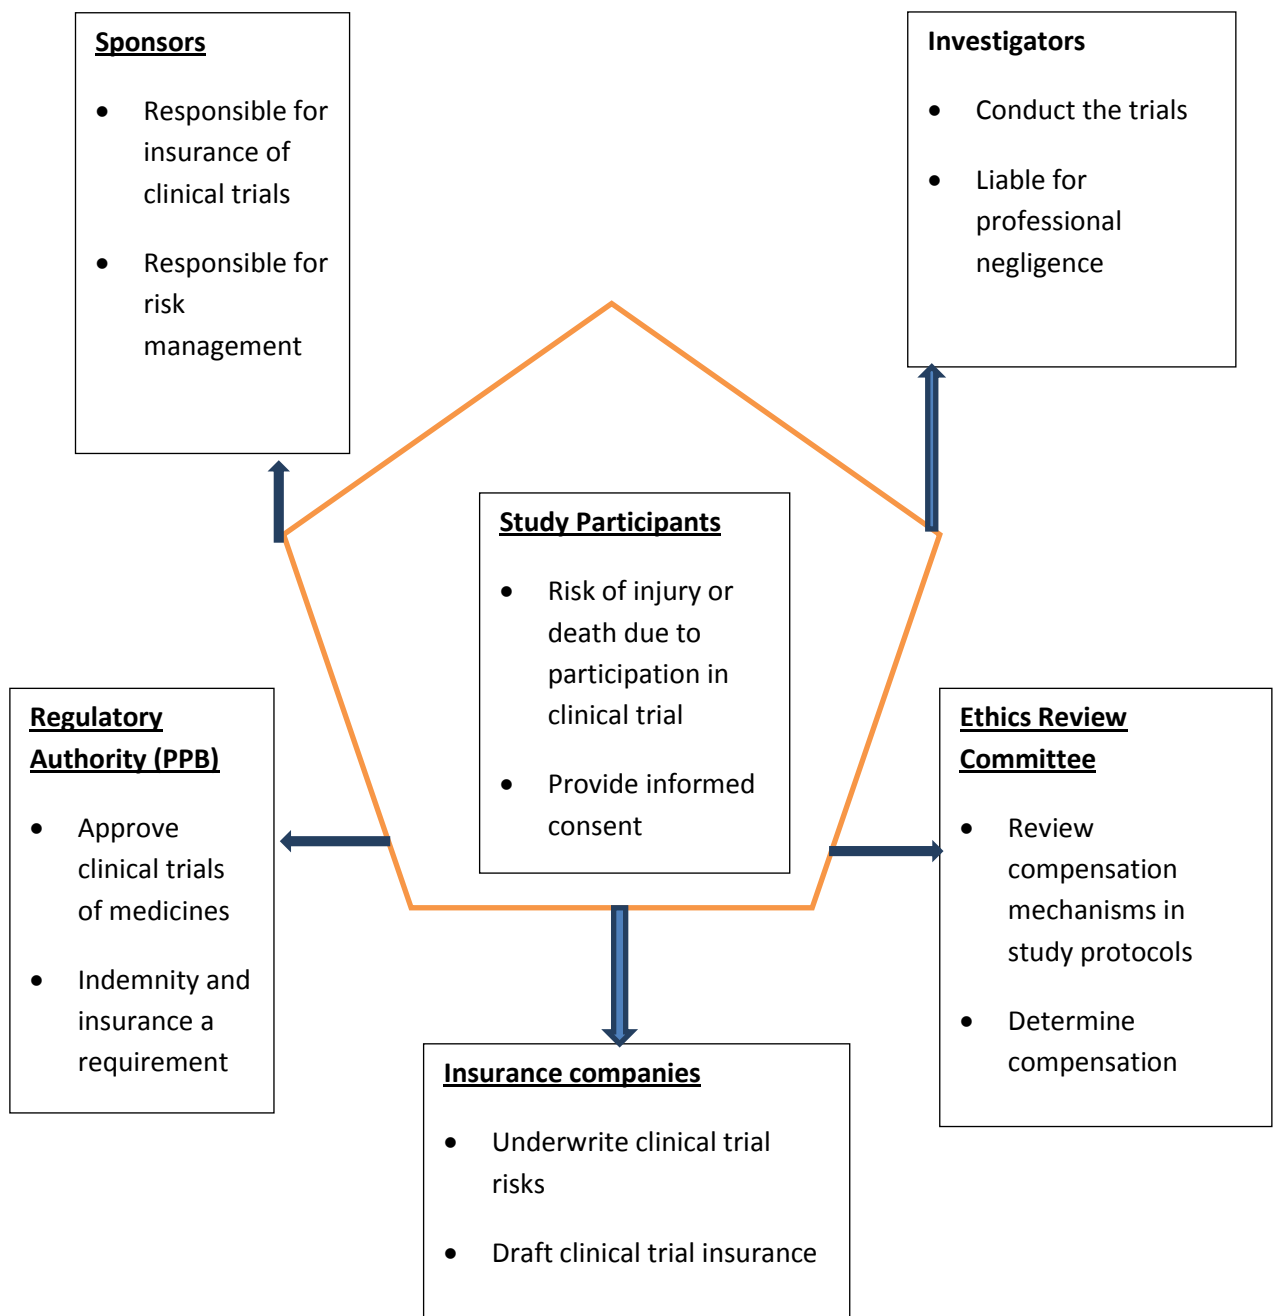 Sponsors
• Responsible for
insurance of
clinical trials
• Responsible for
risk
management
Investigators
• Conduct the trials
• Liable for
professional
negligence
Study Participants
• Risk of injury or
death due to
participation in
clinical trial
• Provide informed
consent
Regulatory
Authority (PPB)
• Approve
clinical trials
of medicines
• Indemnity and
insurance a
requirement
Ethics Review
Committee
• Review
compensation
mechanisms in
study protocols
• Determine
compensation
Insurance companies
• Underwrite clinical trial
risks
• Draft clinical trial insurance